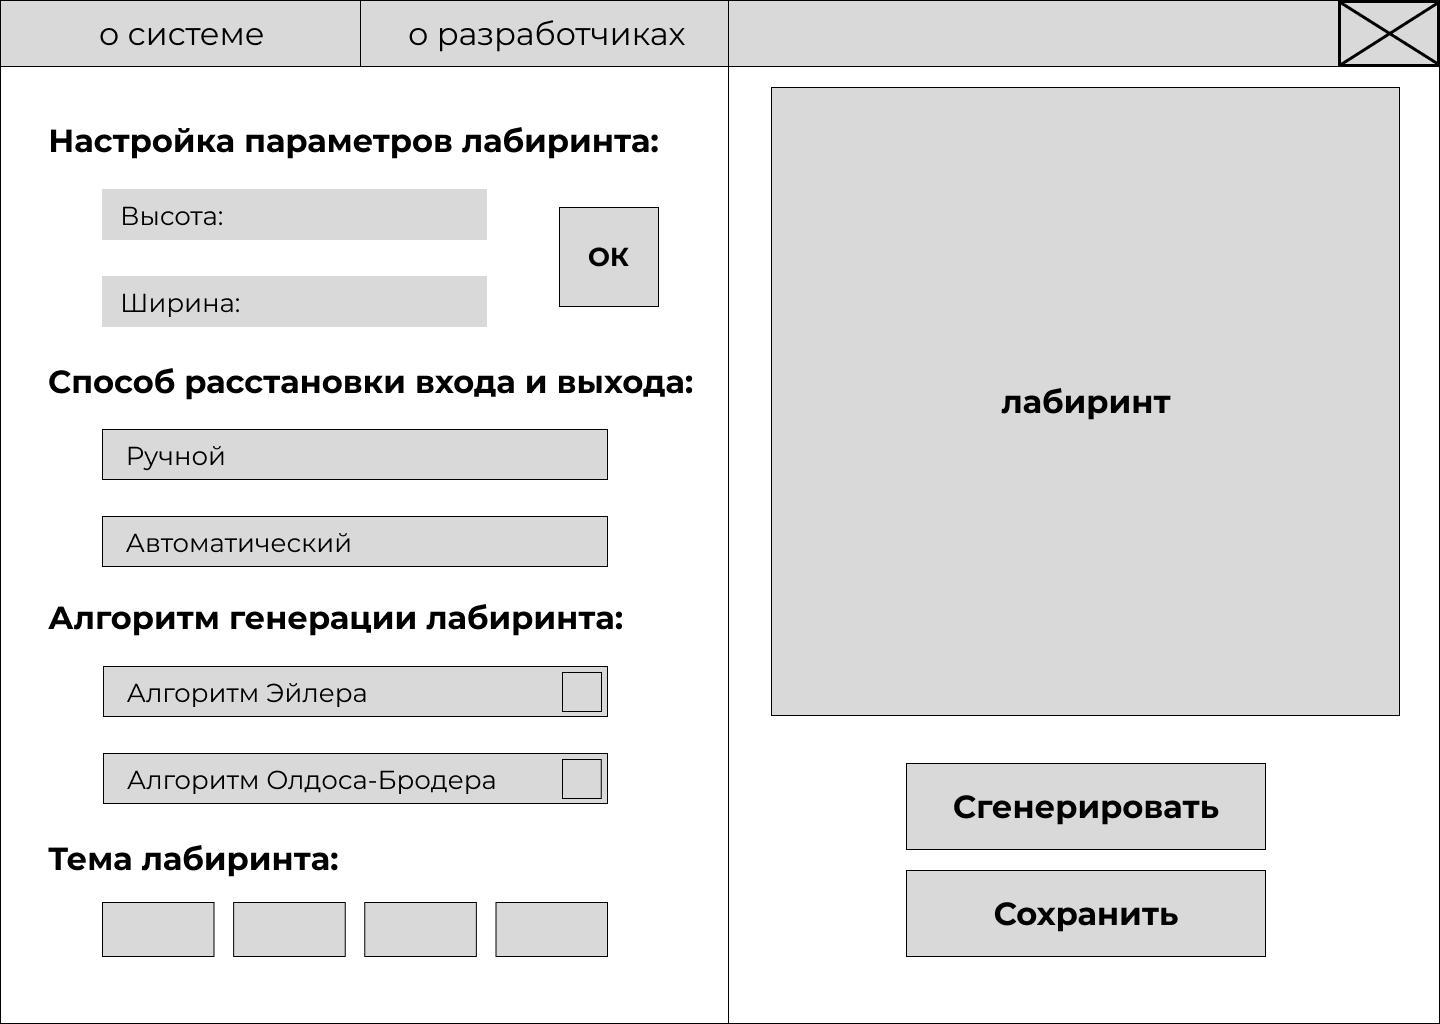 о системе
о разработчиках
Настройка параметров лабиринта:
Высота:
Ширина:
ОК
Способ расстановки входа и выхода:
Ручной
Автоматический
Алгоритм генерации лабиринта:
Алгоритм Эйлера
Алгоритм Олдоса-Бродера
Тема лабиринта:
лабиринт
Сгенерировать
Сохранить